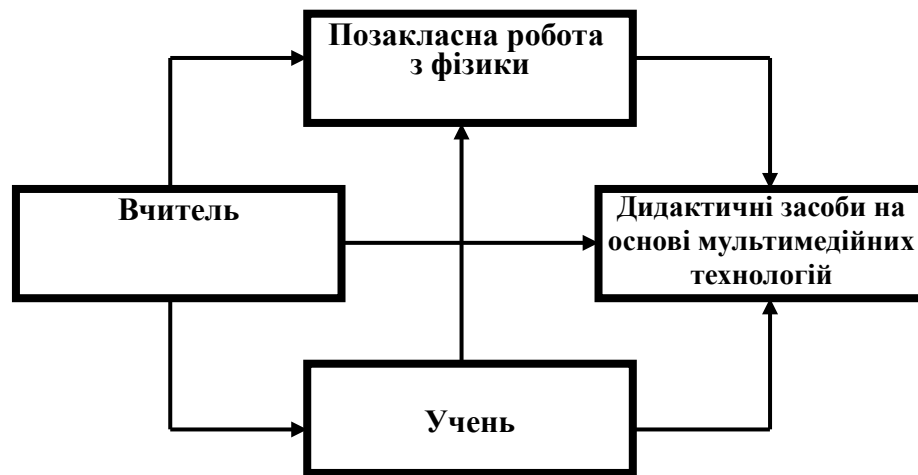 Позакласна робота
з фізики
Вчитель
Дидактичні засоби на
основі мультимедійних
технологій
Учень